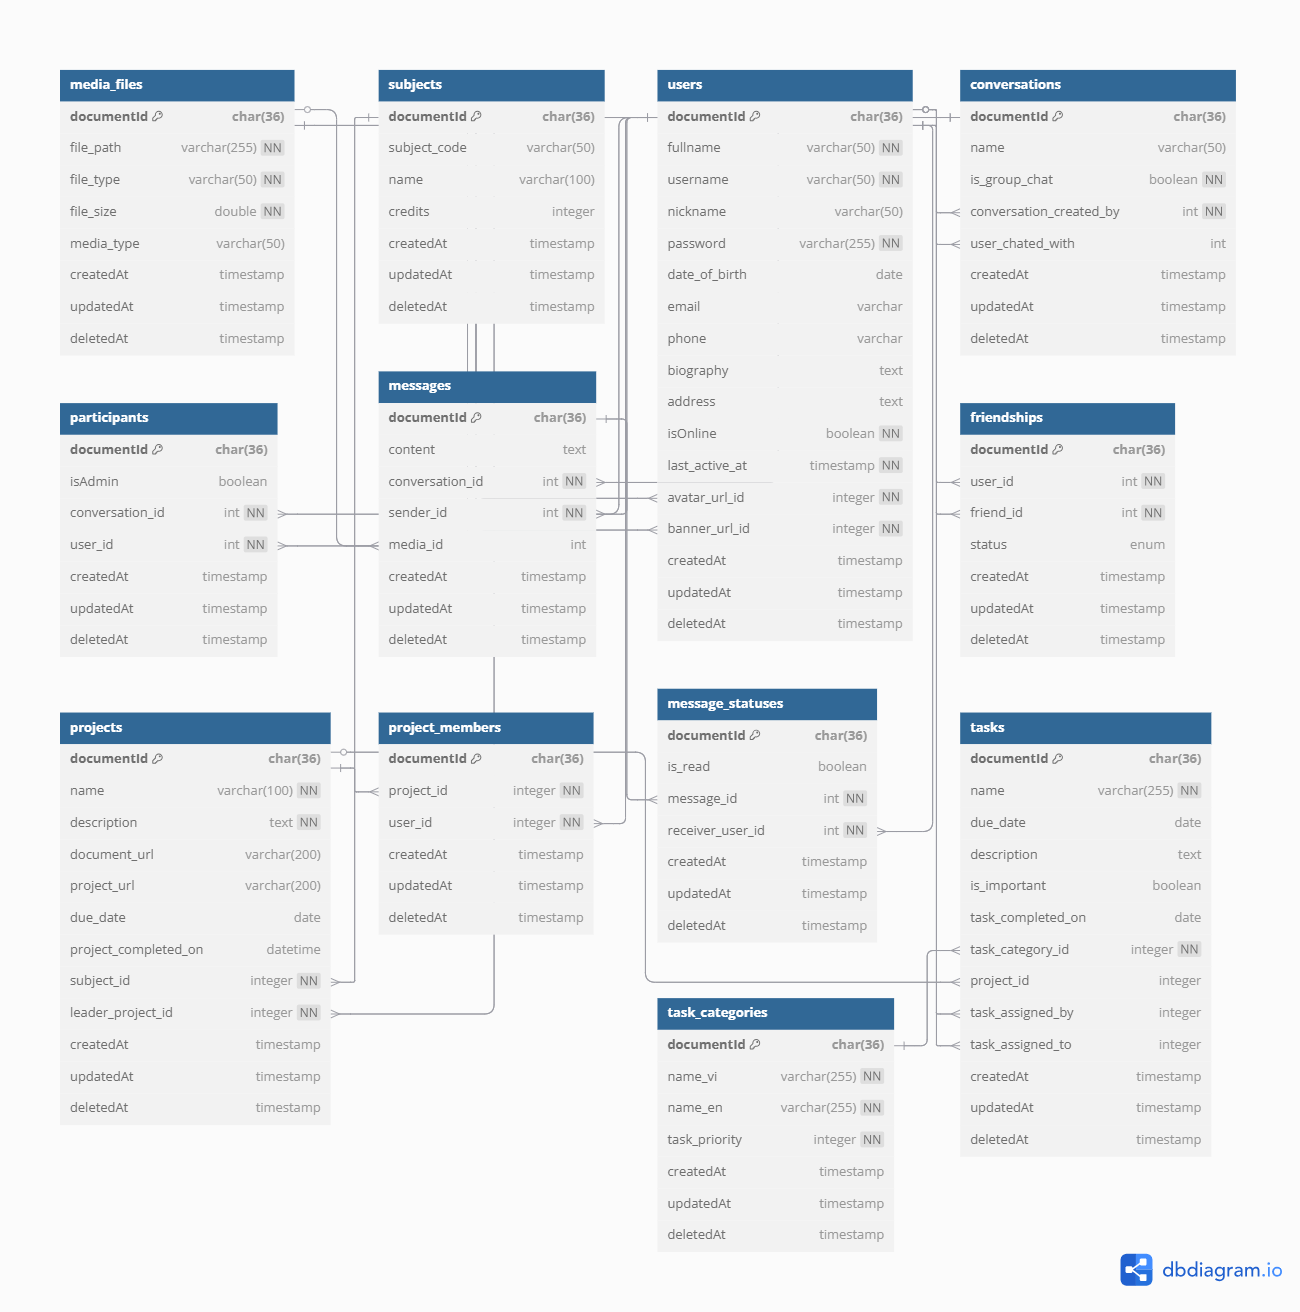 media_files
documentId char(36)
file_path varchar(255) NN
file_type varchar(50) NN
file_size double NN
media_type varchar(50)
createdAt timestamp
updatedAt timestamp
deletedAt timestamp
subjects
documentId char(36)
subject_code varchar(50)
name varchar(100)
credits integer
createdAt timestamp
updatedAt timestamp
deletedAt timestamp
users
documentId char(36)
fullname varchar(50) NN
username varchar(50) NN
nickname varchar(50)
password varchar(255) NN
date_of_birth date
email varchar
phone varchar
biography text
address text
isOnline boolean NN
last_active_at timestamp NN
avatar_url_id integer NN
banner_url_id integer NN
createdAt timestamp
updatedAt timestamp
deletedAt timestamp
conversations
documentId char(36)
name varchar(50)
is_group_chat boolean NN
conversation_created_by int NN
user_chated_with int
createdAt timestamp
updatedAt timestamp
deletedAt timestamp
participants
documentId char(36)
isAdmin boolean
conversation_id int NN
user_id int NN
createdAt timestamp
updatedAt timestamp
deletedAt timestamp
messages
documentId char(36)
content text
conversation_id int NN
sender_id int NN
media_id int
createdAt timestamp
updatedAt timestamp
deletedAt timestamp
friendships
documentId char(36)
user_id int NN
friend_id int NN
status enum
createdAt timestamp
updatedAt timestamp
deletedAt timestamp
projects
documentId char(36)
name varchar(100) NN
description text NN
document_url varchar(200)
project_url varchar(200)
due_date date
project_completed_on datetime
subject_id integer NN
leader_project_id integer NN
createdAt timestamp
updatedAt timestamp
deletedAt timestamp
project_members
documentId char(36)
project_id integer NN
user_id integer NN
createdAt timestamp
updatedAt timestamp
deletedAt timestamp
message_statuses
documentId char(36)
is_read boolean
message_id int NN
receiver_user_id int NN
createdAt timestamp
updatedAt timestamp
deletedAt timestamp
tasks
documentId char(36)
name varchar(255) NN
due_date date
description text
is_important boolean
task_completed_on date
task_category_id integer NN
project_id integer
task_assigned_by integer
task_assigned_to integer
createdAt timestamp
updatedAt timestamp
deletedAt timestamp
task_categories
documentId char(36)
name_vi varchar(255) NN
name_en varchar(255) NN
task_priority integer NN
createdAt timestamp
updatedAt timestamp
deletedAt timestamp
dbdiagram.io